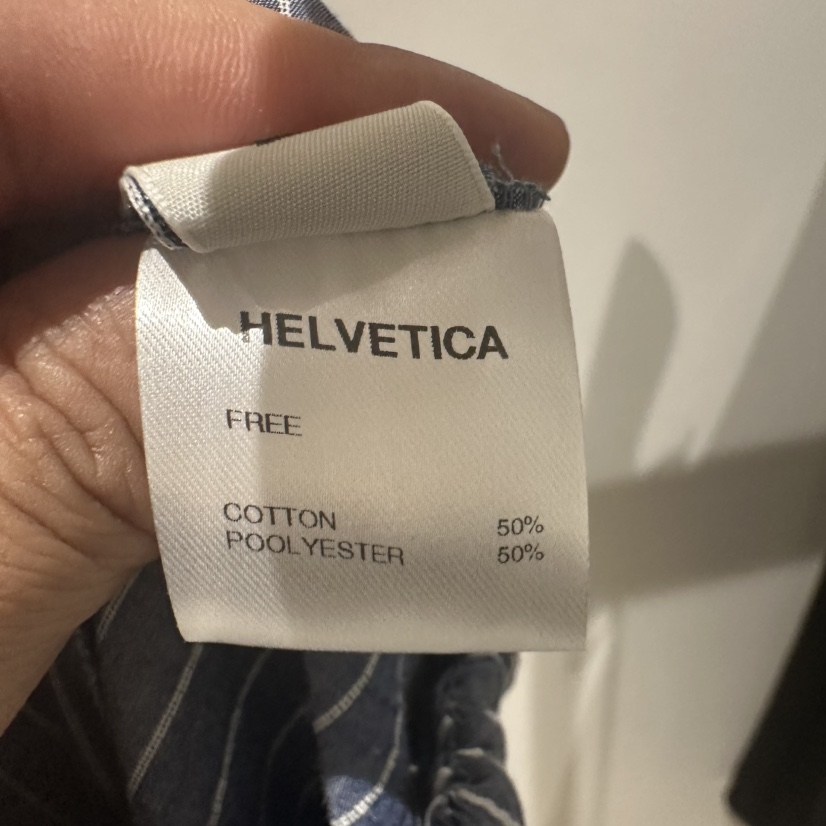 HELVETICA
FREE
COTTON 50%
POOLYESTER 50%